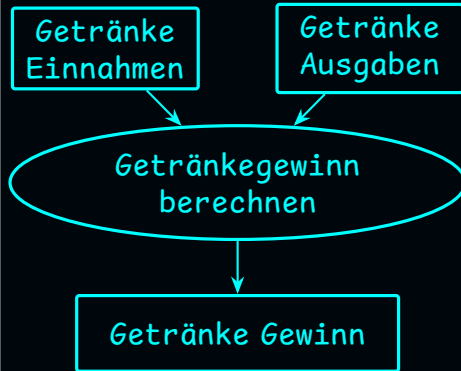 Getränke
Einnahmen
Getränke
Ausgaben
Getränkegewinn
berechnen
Getränke Gewinn